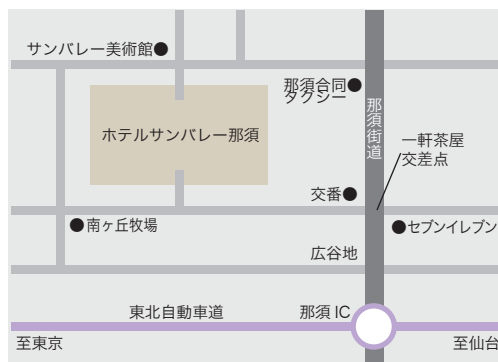 サンバレー美術館
那須合同
タクシー
那須街道
ホテルサンバレー那須
一軒茶屋
交差点
交番
南ヶ丘牧場
セブンイレブン
広谷地
東北自動車道
那須 IC
至東京
至仙台